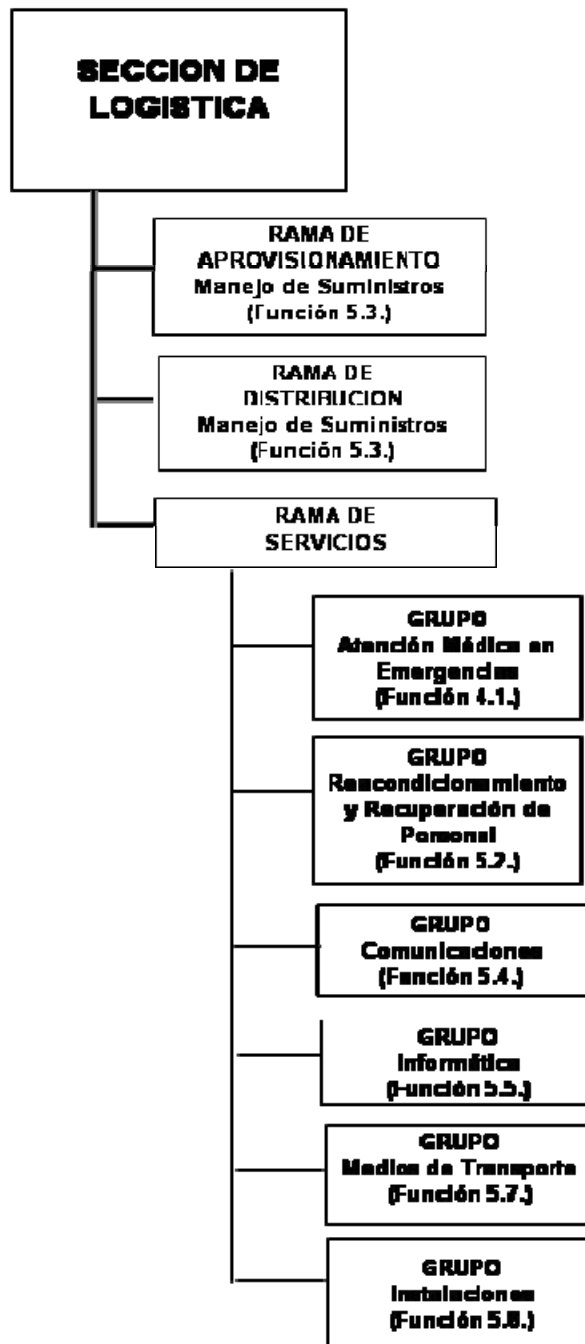 SECCION DE
LOGISTICA
RAMA DE
APROVISIONAMIENTO
Manejo de Suministros
(Función 5.3.)
RAMA DE
DISTRIBUCION
Manejo de Suministros
(Función 5.3.)
RAMA DE
SERVICIOS
GRUPO
Atención Médica en
Emergencias
(Función 4.1.)
GRUPO
Reacondicionamiento
y Recuperación de
Personal
(Función 5.2.)
GRUPO
Comunicaciones
(Función 5.4.)
GRUPO
Informática
(Función 5.5.)
GRUPO
Medios de Transporte
(Función 5.7.)
GRUPO
Instalaciones
(Función 5.8.)